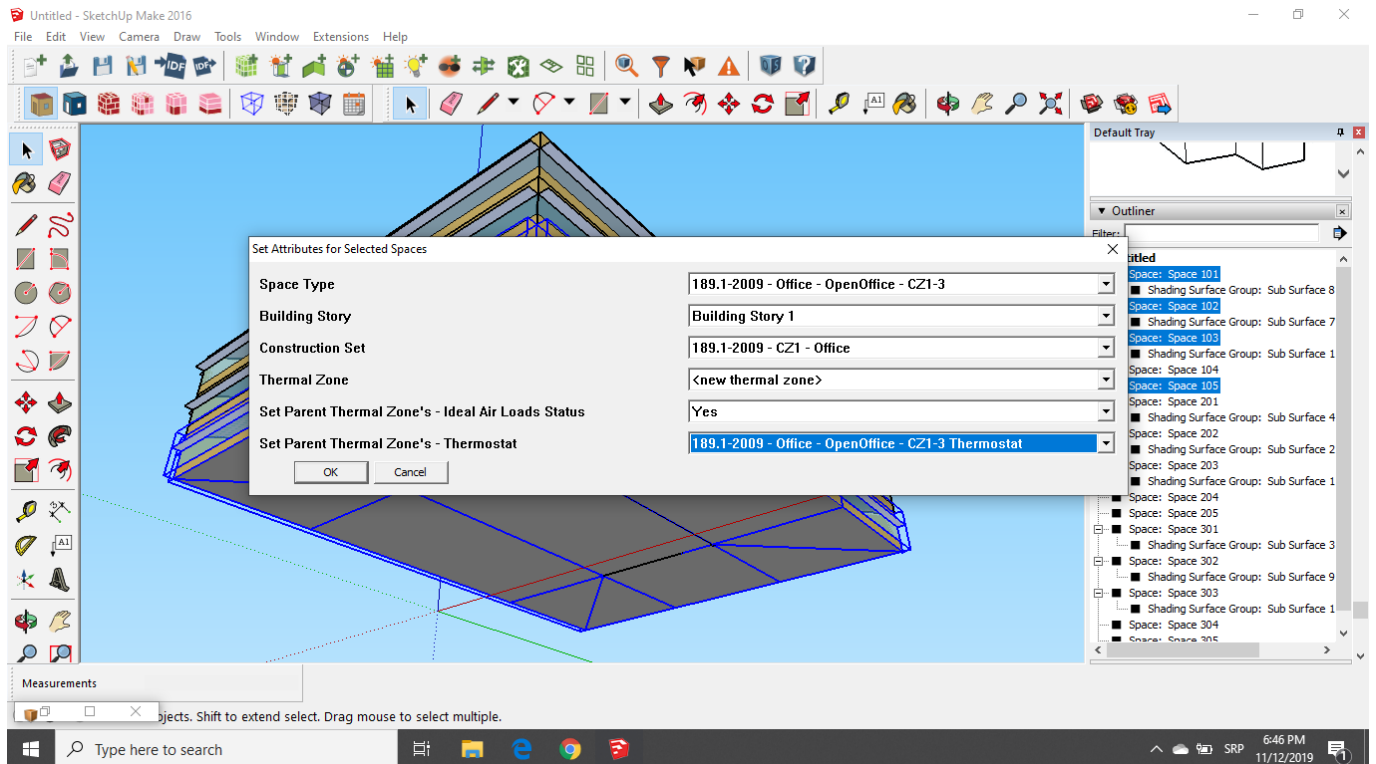 Untitled - SketchUp Make 2016
File Edit View Camera Draw Tools Window Extensions Help
IDF IDF+
A1
Default Tray
Outliner
Filter:
Set Attributes for Selected Spaces
Space Type 189.1-2009 - Office - OpenOffice - CZ1-3
Building Story Building Story 1
Construction Set 189.1-2009 - CZ1 - Office
Thermal Zone <new thermal zone>
Set Parent Thermal Zone's - Ideal Air Loads Status Yes
Set Parent Thermal Zone's - Thermostat 189.1-2009 - Office - OpenOffice - CZ1-3 Thermostat
OK Cancel
titled
Space: Space 101
Shading Surface Group: Sub Surface 8
Space: Space 102
Shading Surface Group: Sub Surface 7
Space: Space 103
Shading Surface Group: Sub Surface 1
Space: Space 104
Space: Space 105
Space: Space 201
Shading Surface Group: Sub Surface 4
Space: Space 202
Shading Surface Group: Sub Surface 2
Space: Space 203
Shading Surface Group: Sub Surface 1
Space: Space 204
Space: Space 205
Space: Space 301
Shading Surface Group: Sub Surface 3
Space: Space 302
Shading Surface Group: Sub Surface 9
Space: Space 303
Shading Surface Group: Sub Surface 1
Space: Space 304
Space: Space 305
A1
Measurements
bjects. Shift to extend select. Drag mouse to select multiple.
Type here to search
SRP
6:46 PM
11/12/2019
1